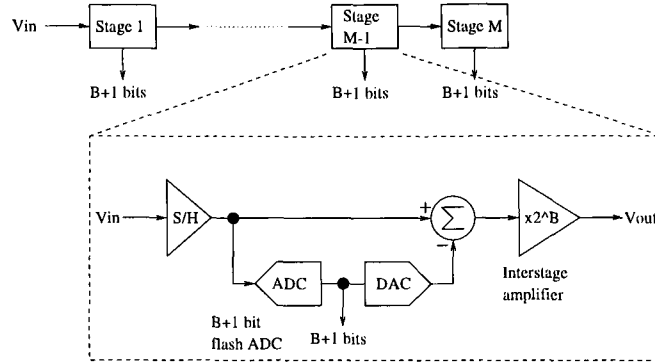 Vin
Stage 1
Stage
M-1
Stage M
B+1 bits
B+1 bits
B+1 bits
Vin
S/H
+
Σ
−
x2^B
Vout
Interstage
amplifier
ADC
DAC
B+1 bit
flash ADC
B+1 bits